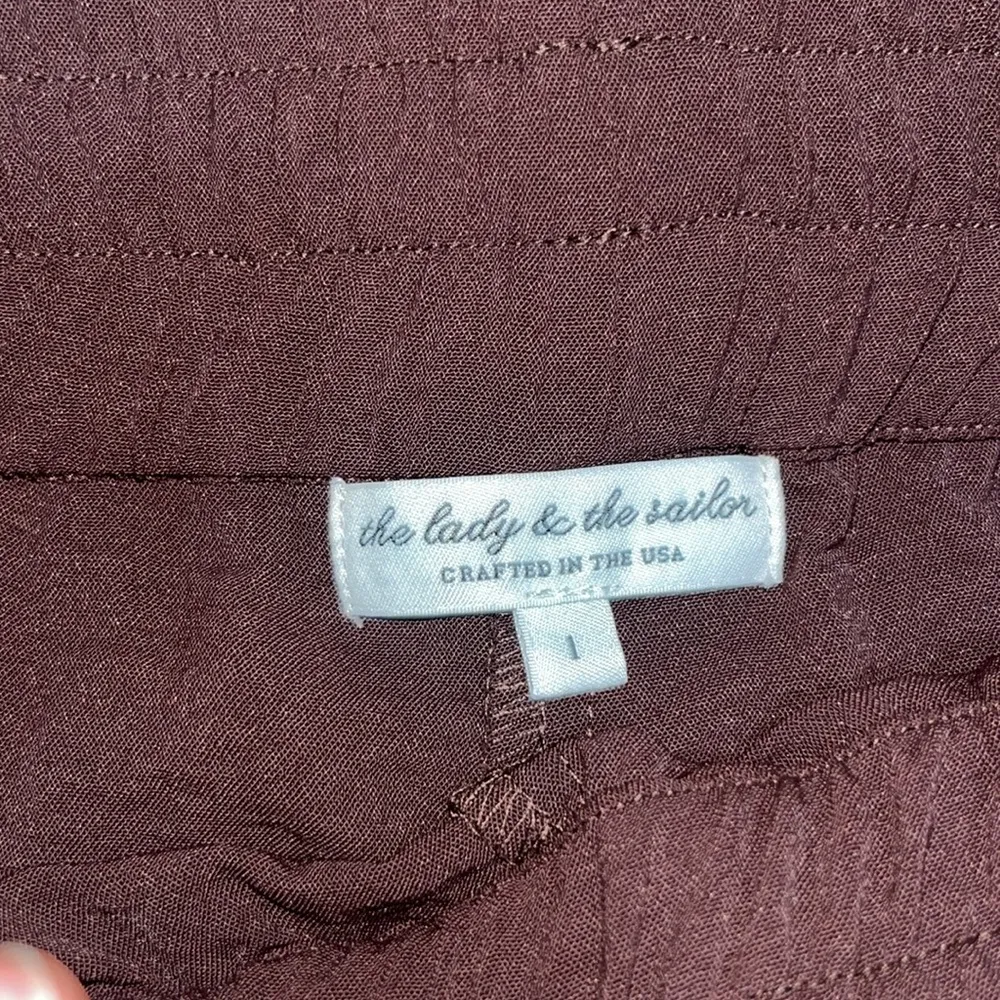 the lady & the sailor
CRAFTED IN THE USA
1